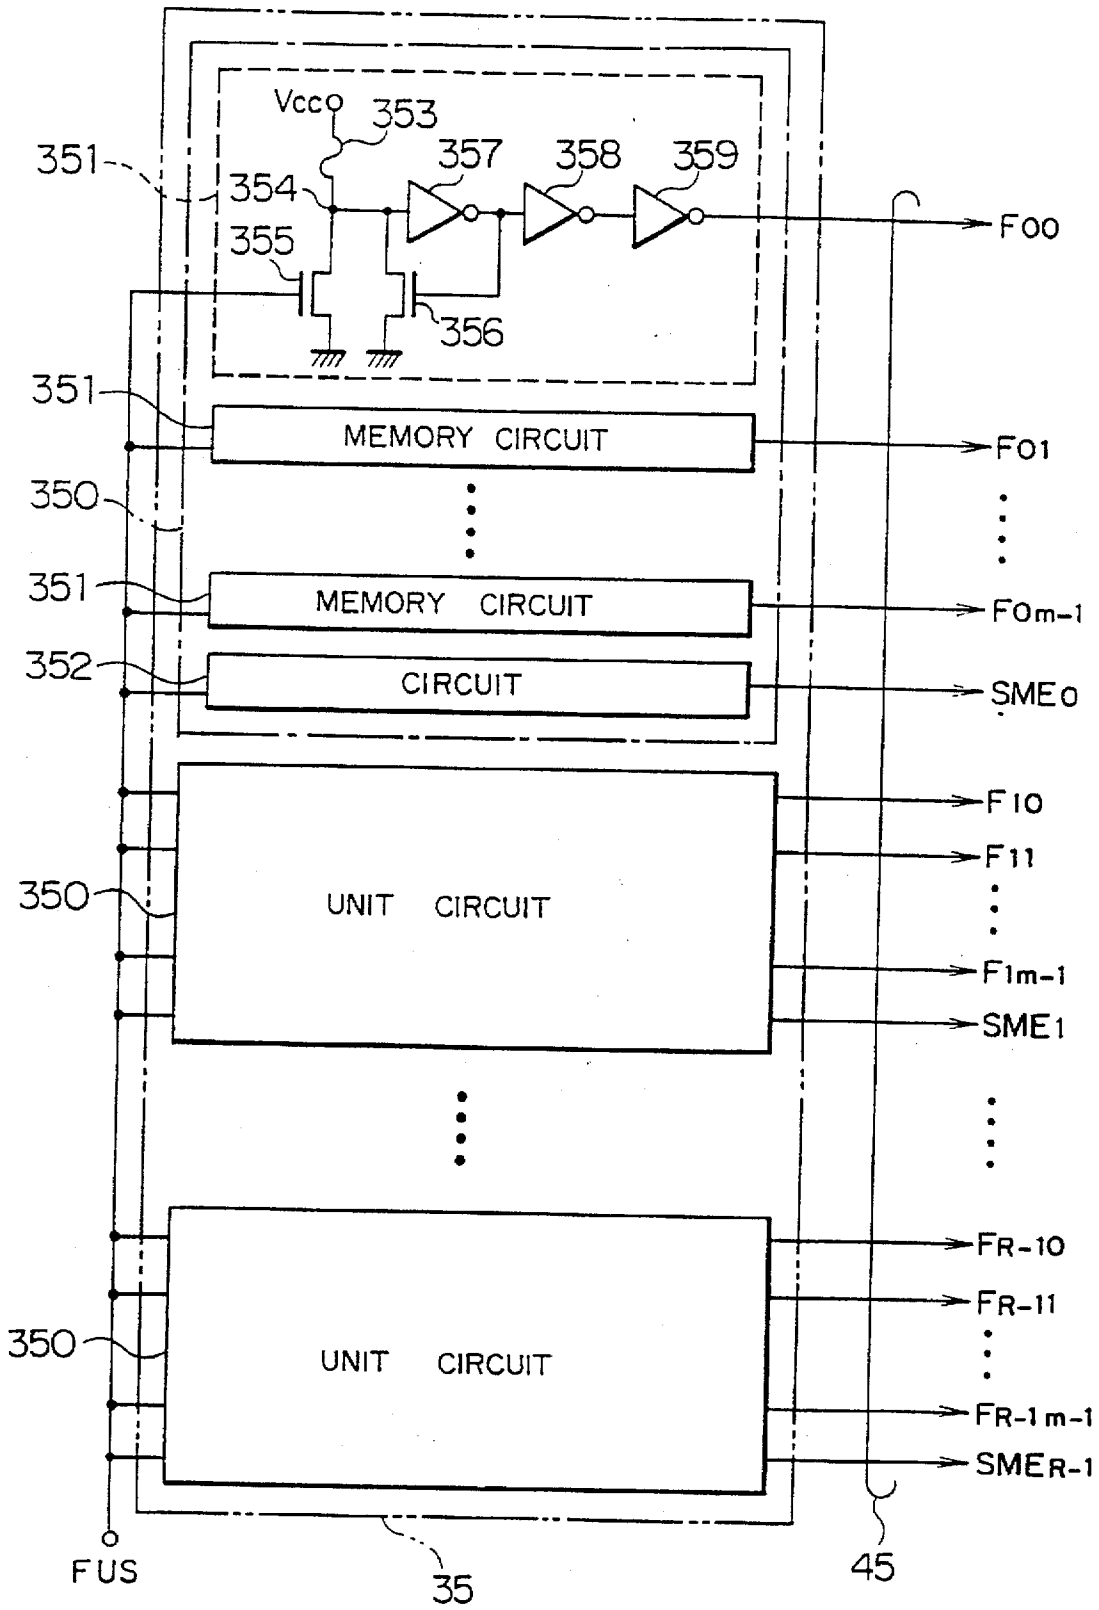 Vcc
353
351
357
358
359
354
F00
355
356
351
MEMORY CIRCUIT
F01
350
351
MEMORY CIRCUIT
F0m-1
352
CIRCUIT
SME0
F10
F11
350
UNIT CIRCUIT
F1m-1
SME1
FR-10
FR-11
350
UNIT CIRCUIT
FR-1m-1
SMER-1
FUS
35
45